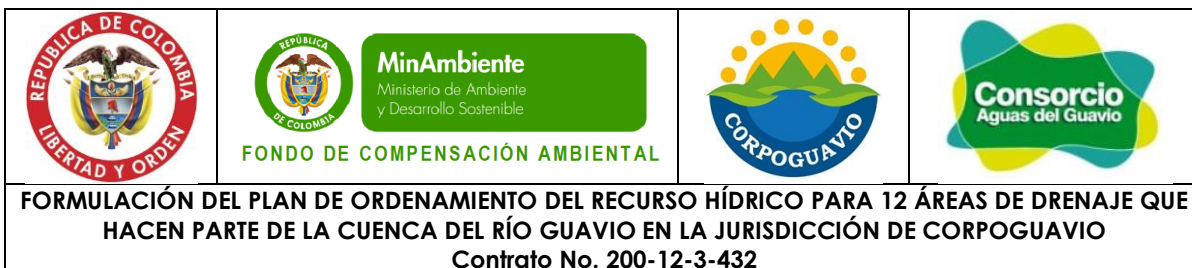 REPUBLICA DE COLOMBIA
LIBERTAD Y ORDEN
REPÚBLICA
DE COLOMBIA
MinAmbiente
Ministerio de Ambiente
y Desarrollo Sostenible
FONDO DE COMPENSACIÓN AMBIENTAL
CORPOGUAVIO
Consorcio
Aguas del Guavio
FORMULACIÓN DEL PLAN DE ORDENAMIENTO DEL RECURSO HÍDRICO PARA 12 ÁREAS DE DRENAJE QUE
HACEN PARTE DE LA CUENCA DEL RÍO GUAVIO EN LA JURISDICCIÓN DE CORPOGUAVIO
Contrato No. 200-12-3-432